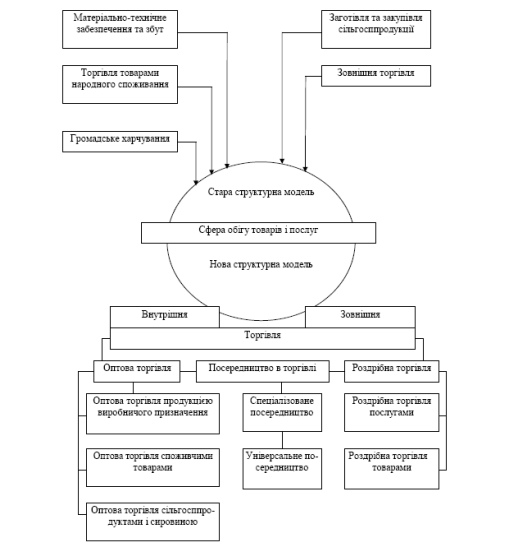 Матеріально-технічне
забезпечення та збут
Заготівля та закупівля
сільгосппродукції
Торгівля товарами
народного споживання
Зовнішня торгівля
Громадське харчування
Стара структурна модель
Сфера обігу товарів і послуг
Нова структурна модель
Внутрішня
Зовнішня
Торгівля
Оптова торгівля
Посередництво в торгівлі
Роздрібна торгівля
Оптова торгівля продукцією
виробничого призначення
Спеціалізоване
посередництво
Роздрібна торгівля
послугами
Оптова торгівля споживчими
товарами
Універсальне по-
середництво
Роздрібна торгівля
товарами
Оптова торгівля сільгосппро-
дуктами і сировиною